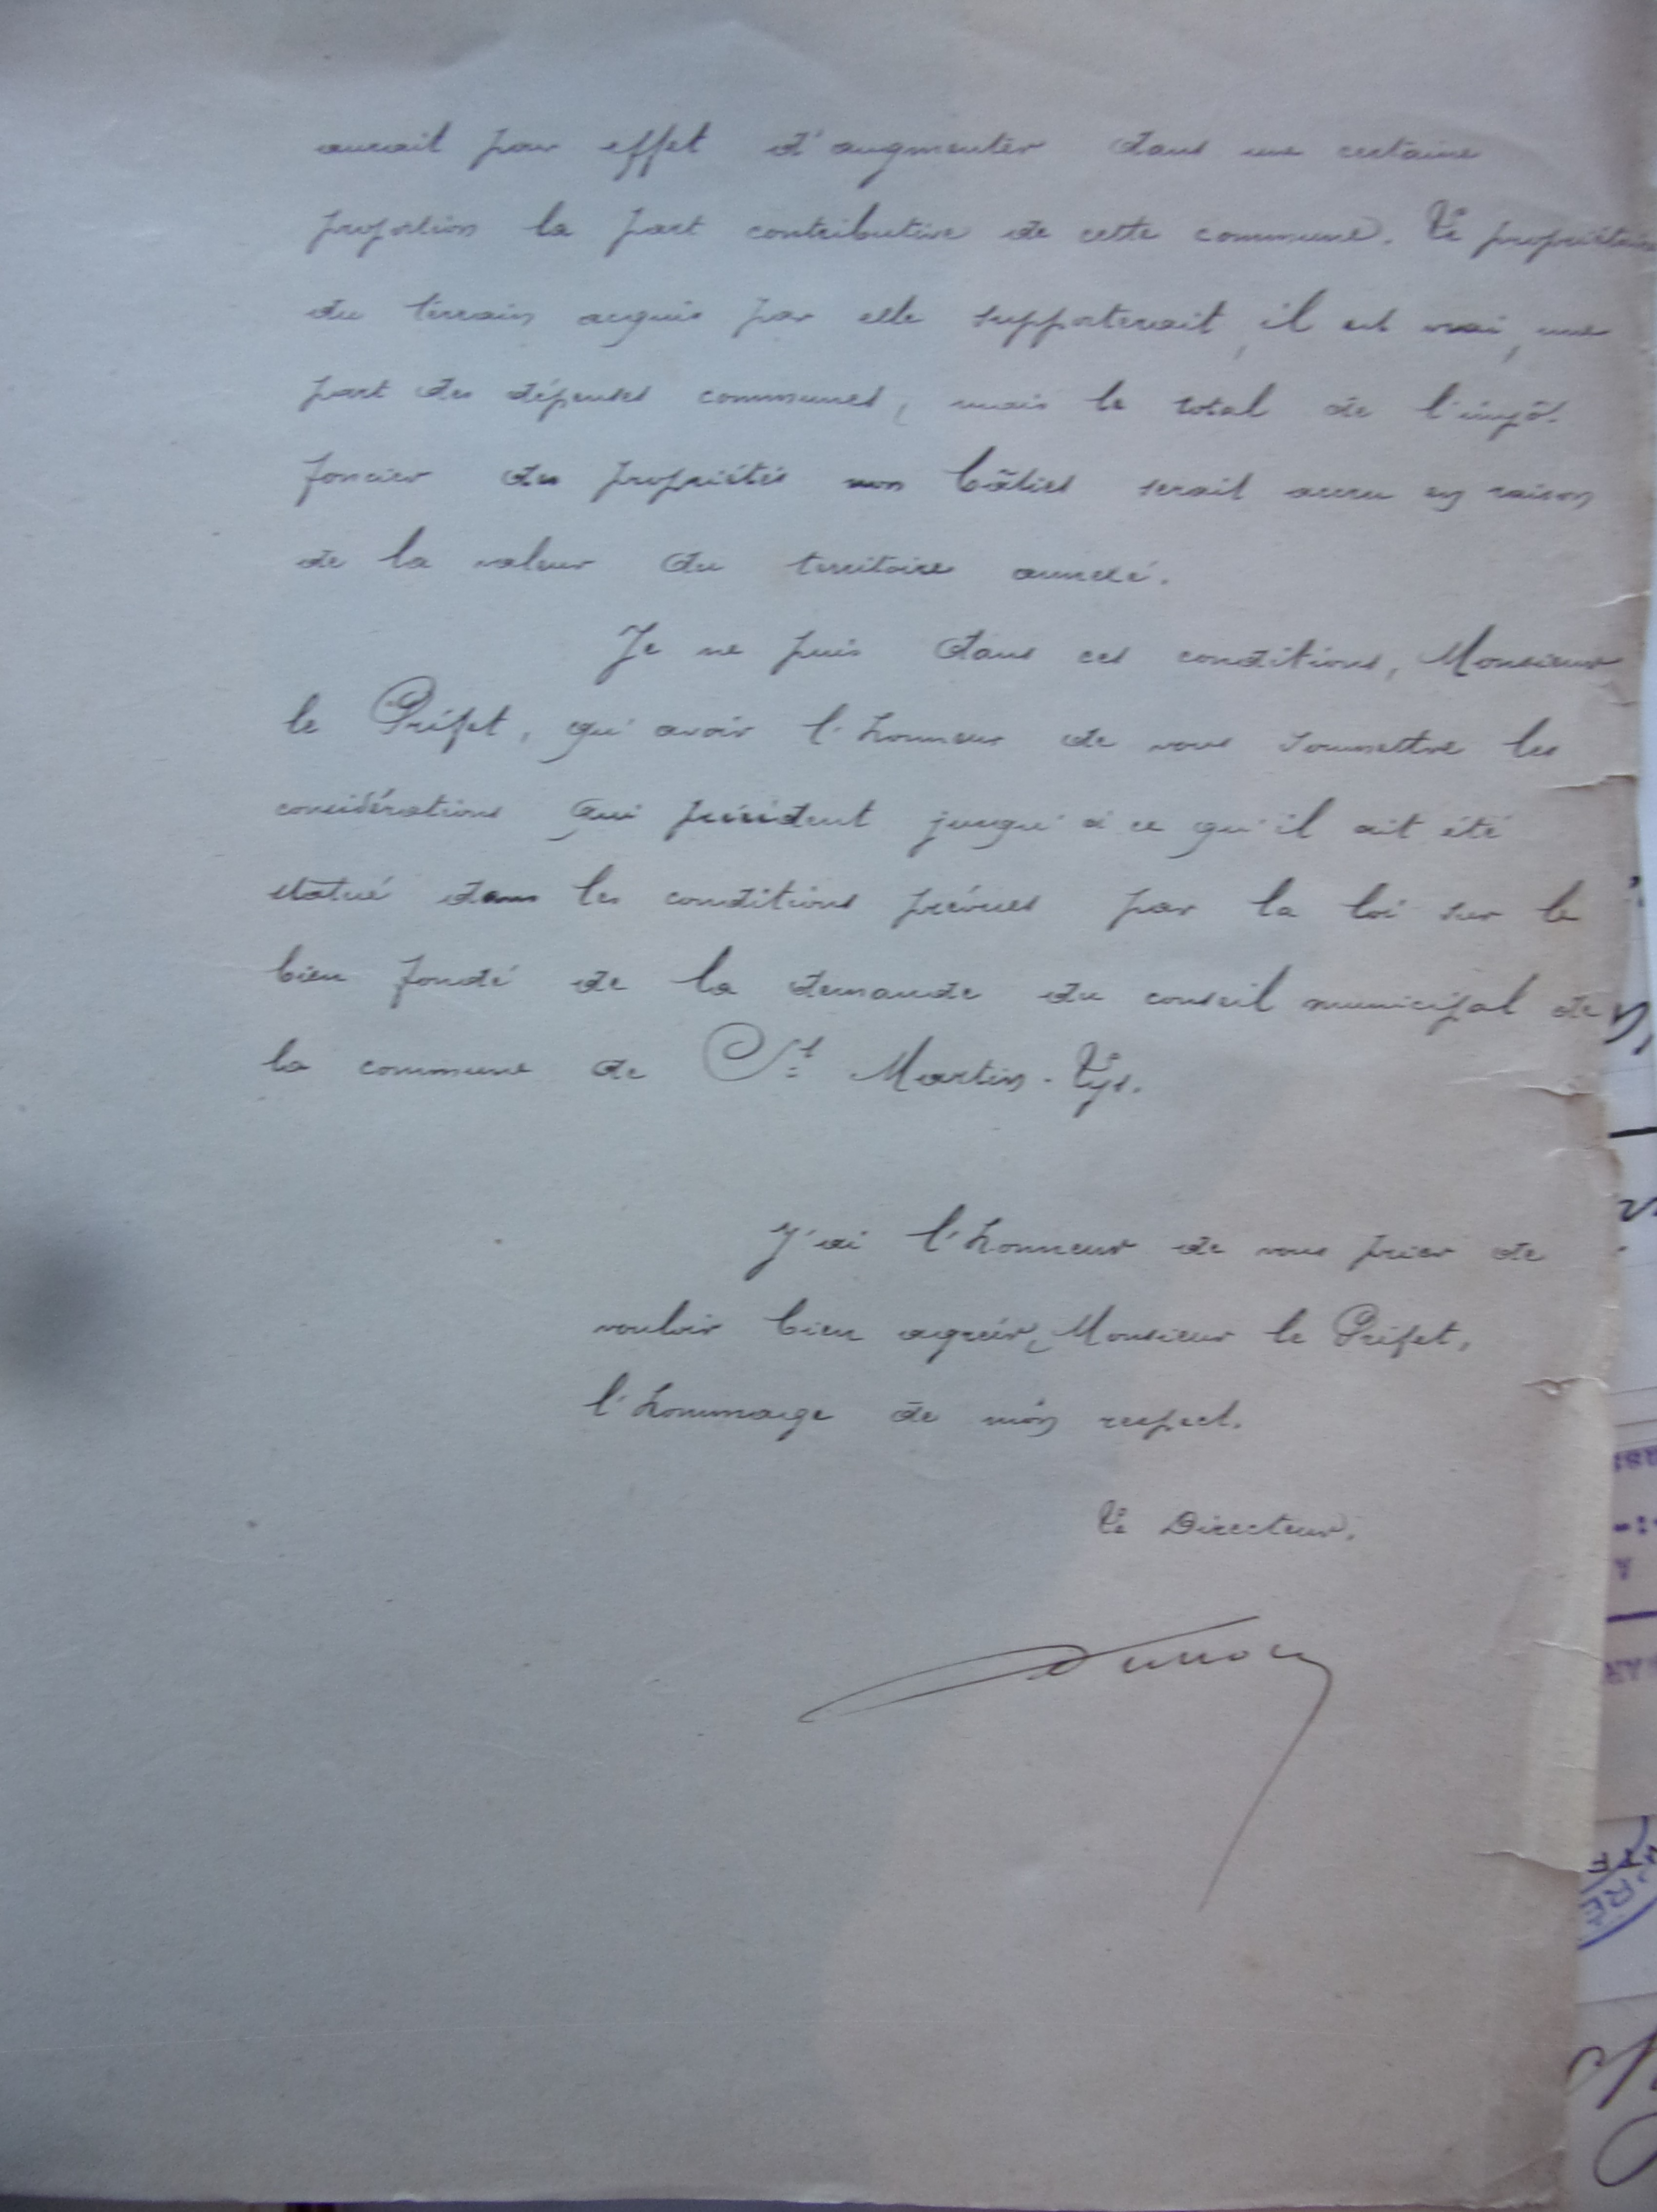 aurait pour effet d'augmenter dans une certaine
proportion la part contributive de cette commune. Le propriétaire
du terrain acquis par elle supporterait, il est vrai, une
part des dépenses communes, mais le total de l'impôt
foncier des propriétés non bâties serait accru en raison
de la valeur du territoire annexé.
Je ne puis dans ces conditions, Monsieur
le Préfet, qu'avoir l'honneur de vous soumettre les
considérations qui précèdent jusqu'à ce qu'il ait été
statué dans les conditions prévues par la loi sur le
bien fondé de la demande du conseil municipal de
la commune de St Martin-Lys.
J'ai l'honneur de vous prier de
vouloir bien agréer, Monsieur le Préfet,
l'hommage de mon respect.
Le Directeur,